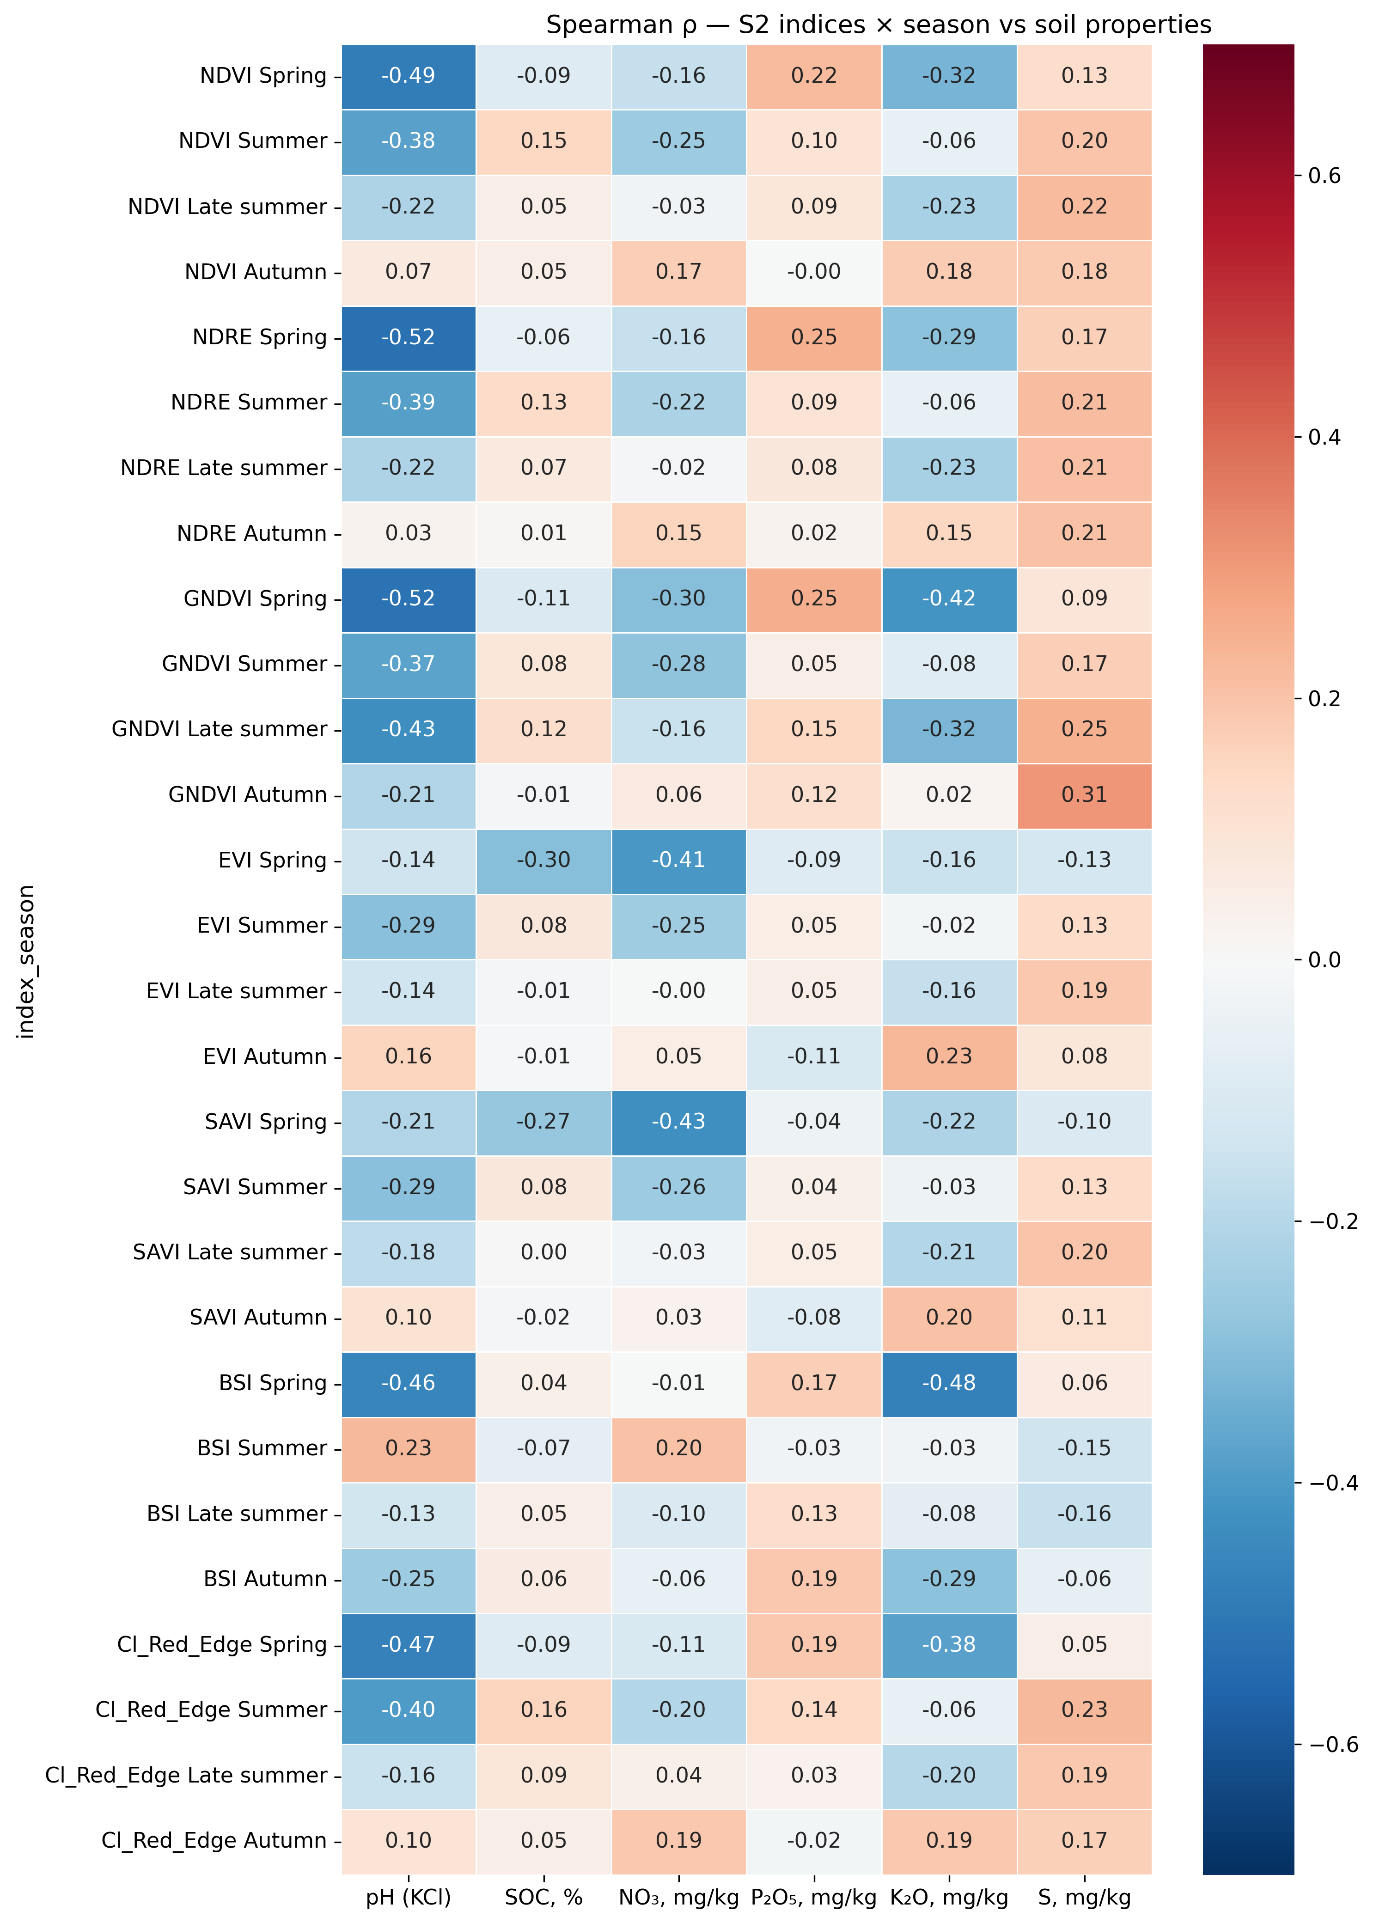 Spearman ρ — S2 indices × season vs soil properties
index_season
NDVI Spring -0.49 -0.09 -0.16 0.22 -0.32 0.13
NDVI Summer -0.38 0.15 -0.25 0.10 -0.06 0.20
NDVI Late summer -0.22 0.05 -0.03 0.09 -0.23 0.22
NDVI Autumn 0.07 0.05 0.17 -0.00 0.18 0.18
NDRE Spring -0.52 -0.06 -0.16 0.25 -0.29 0.17
NDRE Summer -0.39 0.13 -0.22 0.09 -0.06 0.21
NDRE Late summer -0.22 0.07 -0.02 0.08 -0.23 0.21
NDRE Autumn 0.03 0.01 0.15 0.02 0.15 0.21
GNDVI Spring -0.52 -0.11 -0.30 0.25 -0.42 0.09
GNDVI Summer -0.37 0.08 -0.28 0.05 -0.08 0.17
GNDVI Late summer -0.43 0.12 -0.16 0.15 -0.32 0.25
GNDVI Autumn -0.21 -0.01 0.06 0.12 0.02 0.31
EVI Spring -0.14 -0.30 -0.41 -0.09 -0.16 -0.13
EVI Summer -0.29 0.08 -0.25 0.05 -0.02 0.13
EVI Late summer -0.14 -0.01 -0.00 0.05 -0.16 0.19
EVI Autumn 0.16 -0.01 0.05 -0.11 0.23 0.08
SAVI Spring -0.21 -0.27 -0.43 -0.04 -0.22 -0.10
SAVI Summer -0.29 0.08 -0.26 0.04 -0.03 0.13
SAVI Late summer -0.18 0.00 -0.03 0.05 -0.21 0.20
SAVI Autumn 0.10 -0.02 0.03 -0.08 0.20 0.11
BSI Spring -0.46 0.04 -0.01 0.17 -0.48 0.06
BSI Summer 0.23 -0.07 0.20 -0.03 -0.03 -0.15
BSI Late summer -0.13 0.05 -0.10 0.13 -0.08 -0.16
BSI Autumn -0.25 0.06 -0.06 0.19 -0.29 -0.06
CI_Red_Edge Spring -0.47 -0.09 -0.11 0.19 -0.38 0.05
CI_Red_Edge Summer -0.40 0.16 -0.20 0.14 -0.06 0.23
CI_Red_Edge Late summer -0.16 0.09 0.04 0.03 -0.20 0.19
CI_Red_Edge Autumn 0.10 0.05 0.19 -0.02 0.19 0.17
pH (KCl) SOC, % NO₃, mg/kg P₂O₅, mg/kg K₂O, mg/kg S, mg/kg
0.6
0.4
0.2
0.0
−0.2
−0.4
−0.6